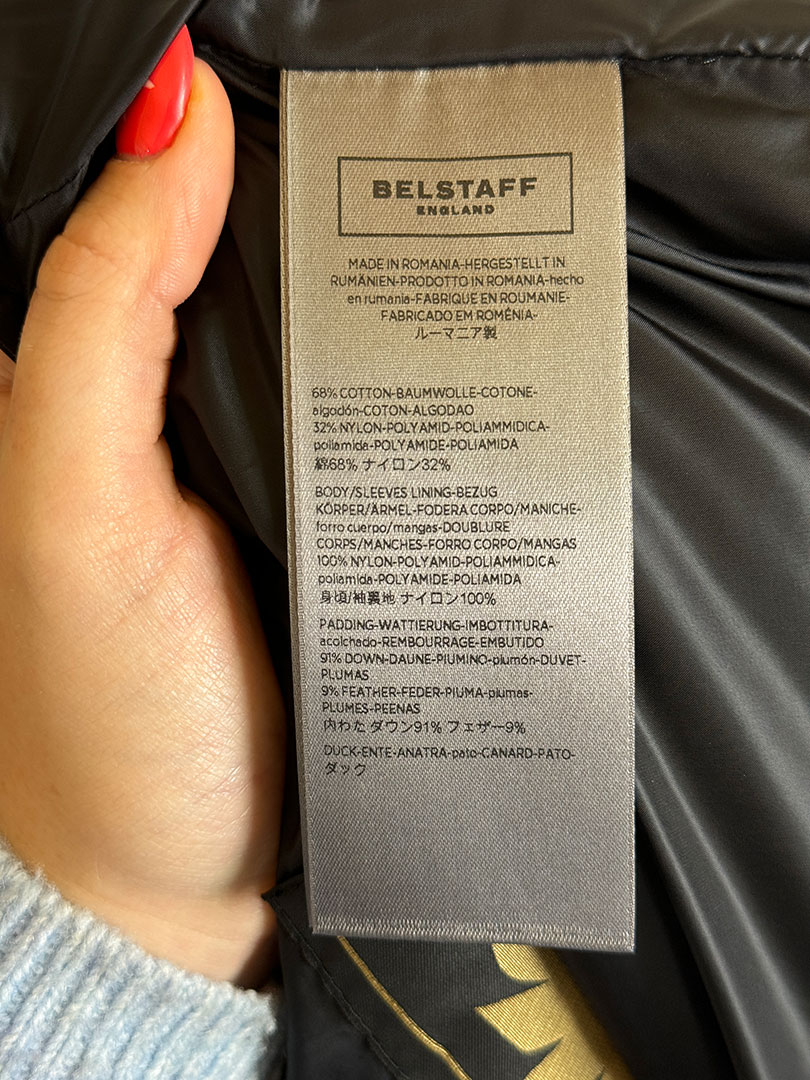 BELSTAFF
ENGLAND
MADE IN ROMANIA-HERGESTELLT IN
RUMÄNIEN-PRODOTTO IN ROMANIA-hecho
en rumania-FABRIQUE EN ROUMANIE-
FABRICADO EM ROMÉNIA-
ルーマニア製
68% COTTON-BAUMWOLLE-COTONE-
algodón-COTON-ALGODAO
32% NYLON-POLYAMID-POLIAMMIDICA-
poliamida-POLYAMIDE-POLIAMIDA
綿68% ナイロン32%
BODY/SLEEVES LINING-BEZUG
KÖRPER/ÄRMEL-FODERA CORPO/MANICHE-
forro cuerpo/mangas-DOUBLURE
CORPS/MANCHES-FORRO CORPO/MANGAS
100% NYLON-POLYAMID-POLIAMMIDICA-
poliamida-POLYAMIDE-POLIAMIDA
身頃/袖裏地 ナイロン100%
PADDING-WATTIERUNG-IMBOTTITURA-
acolchado-REMBOURRAGE-EMBUTIDO
91% DOWN-DAUNE-PIUMINO-plumón-DUVET-
PLUMAS
9% FEATHER-FEDER-PIUMA-plumas-
PLUMES-PEENAS
内わた ダウン91% フェザー9%
DUCK-ENTE-ANATRA-pato-CANARD-PATO-
ダック